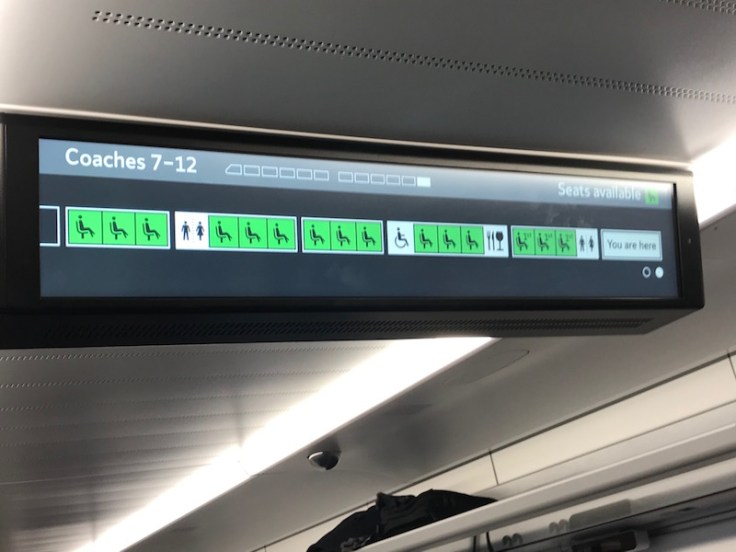 Coaches 7–12
Seats available
You are here